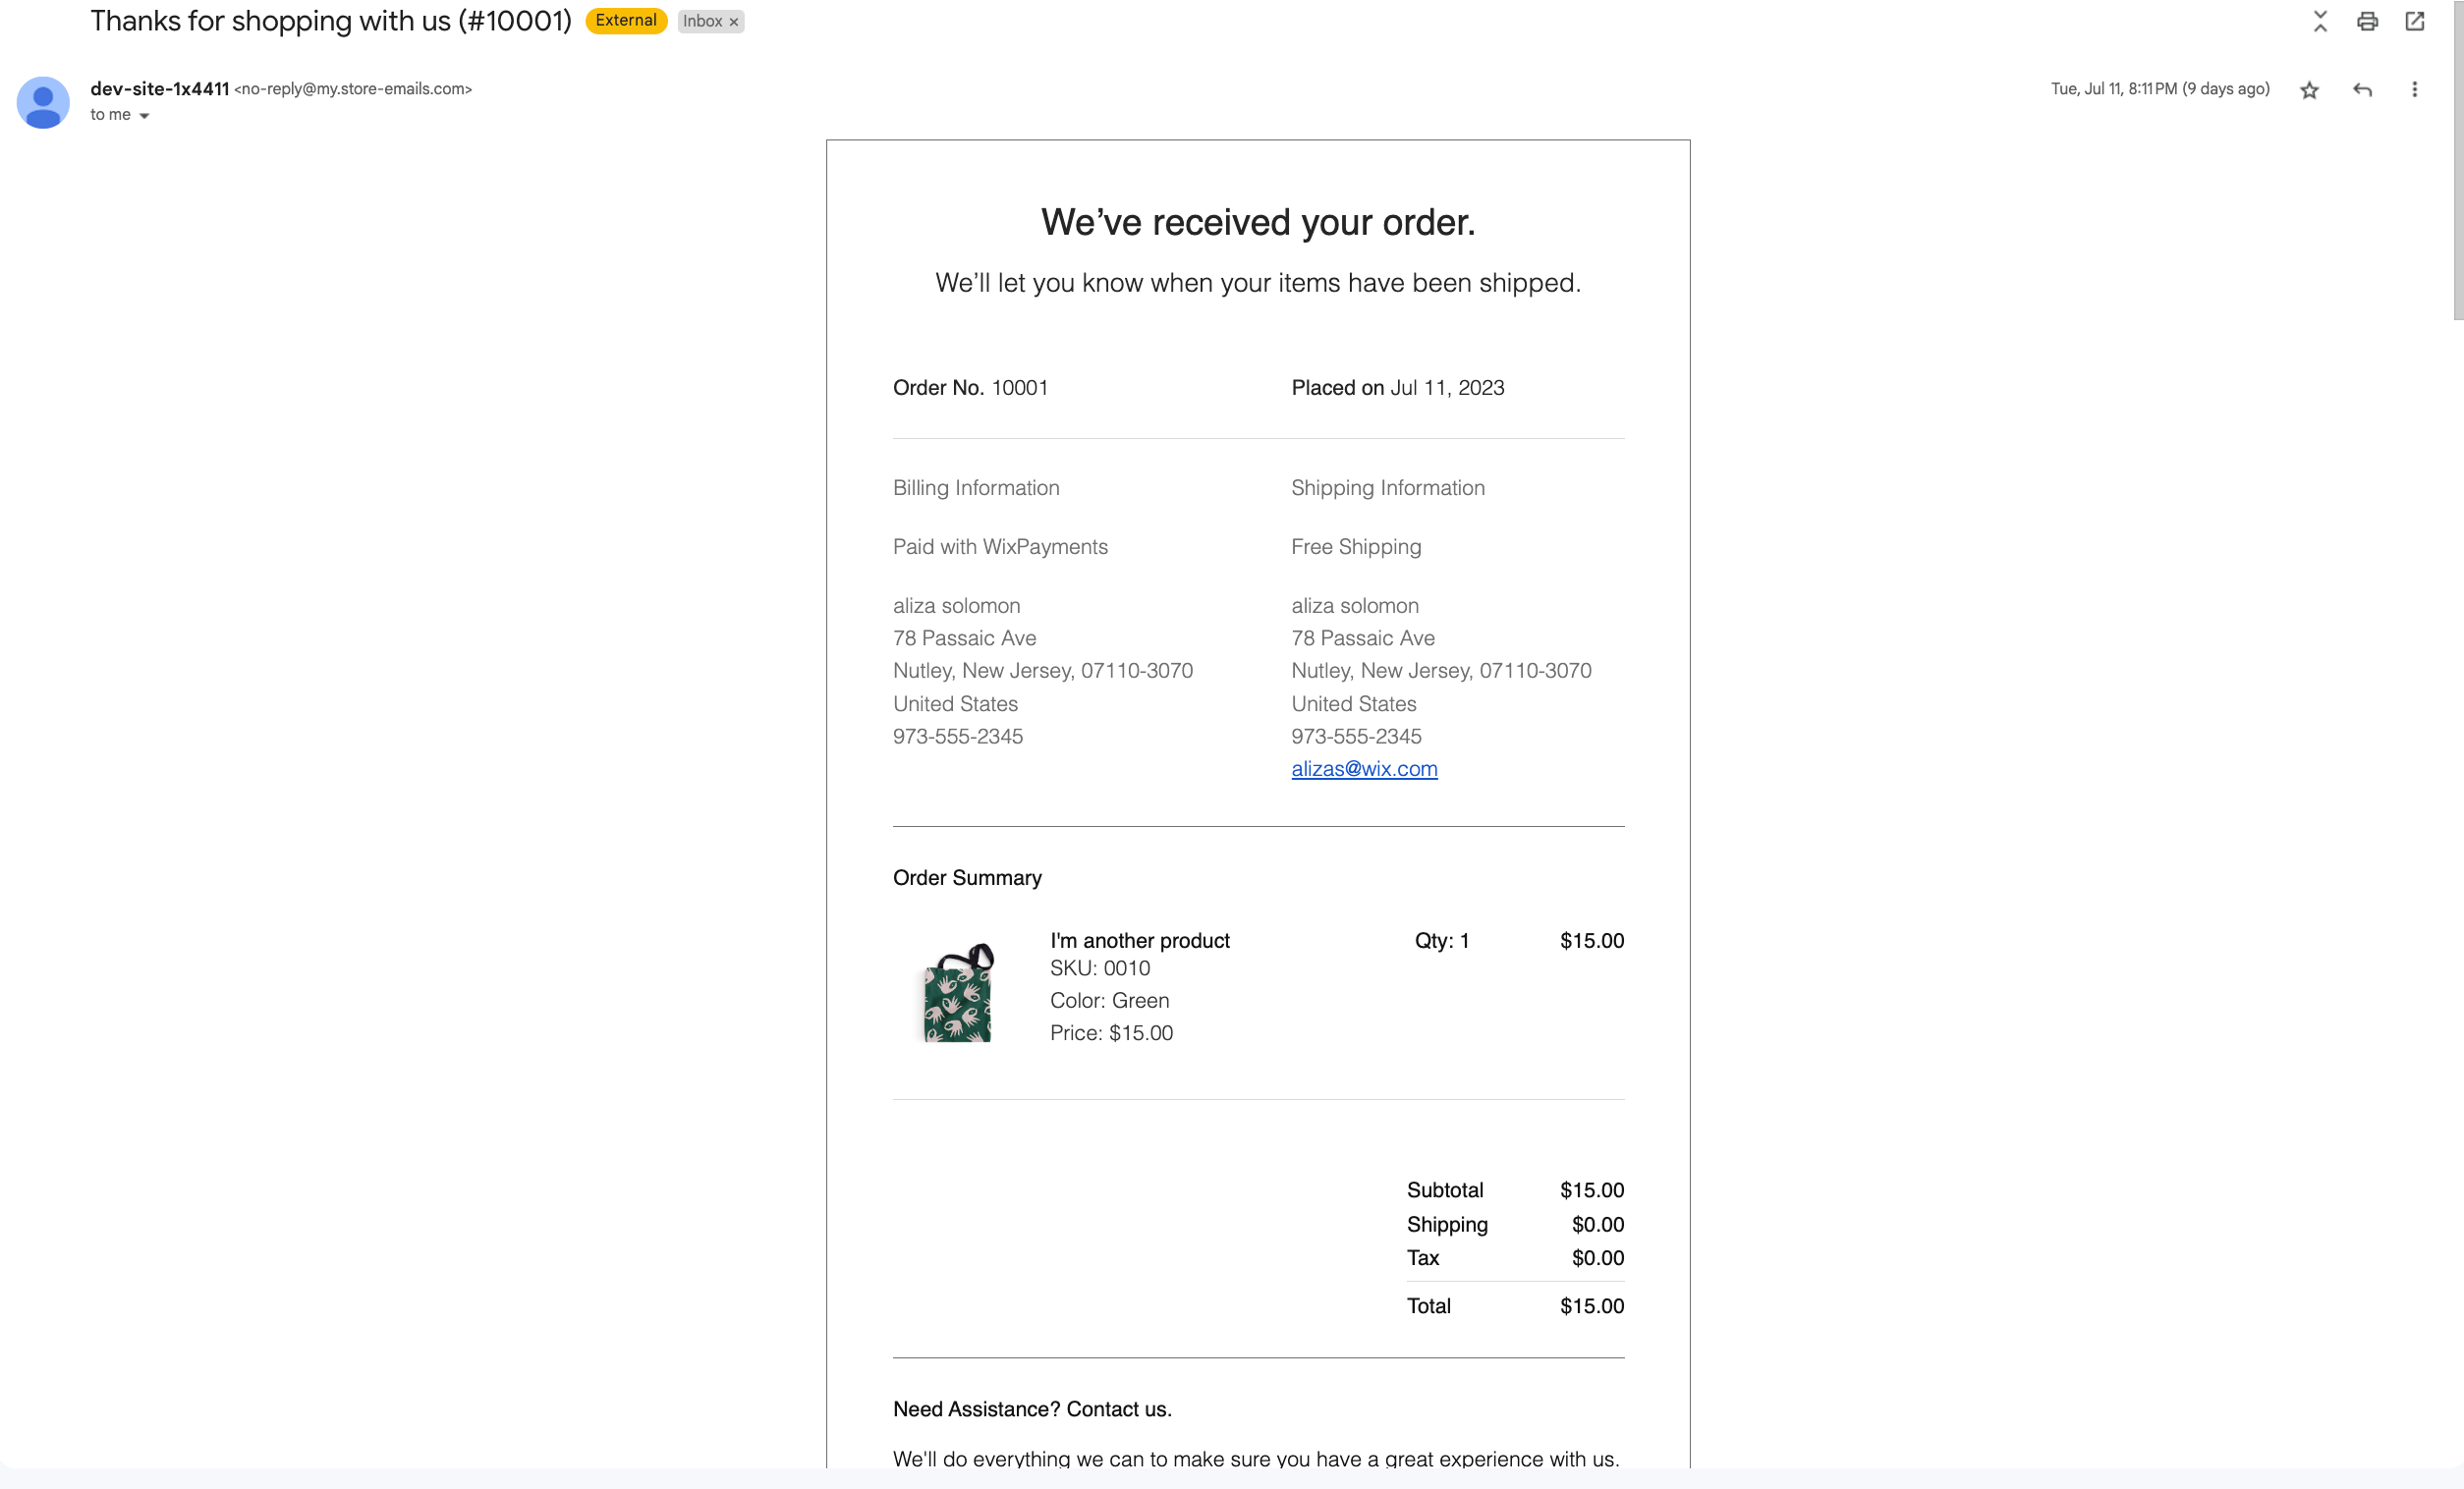 Thanks for shopping with us (#10001) External Inbox ×
dev-site-1x4411 <no-reply@my.store-emails.com>
Tue, Jul 11, 8:11 PM (9 days ago)
to me
We’ve received your order.
We’ll let you know when your items have been shipped.
Order No. 10001
Placed on Jul 11, 2023
Billing Information
Paid with WixPayments
aliza solomon
78 Passaic Ave
Nutley, New Jersey, 07110-3070
United States
973-555-2345
Shipping Information
Free Shipping
aliza solomon
78 Passaic Ave
Nutley, New Jersey, 07110-3070
United States
973-555-2345
alizas@wix.com
Order Summary
I'm another product Qty: 1 $15.00
SKU: 0010
Color: Green
Price: $15.00
Subtotal $15.00
Shipping $0.00
Tax $0.00
Total $15.00
Need Assistance? Contact us.
We'll do everything we can to make sure you have a great experience with us.